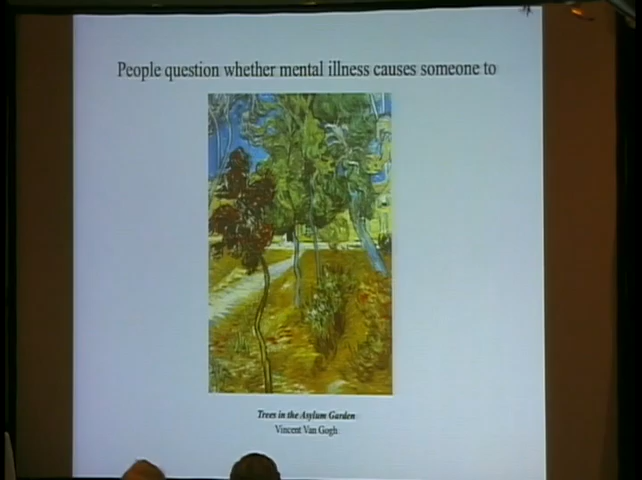 People question whether mental illness causes someone to
Trees in the Asylum Garden
Vincent Van Gogh